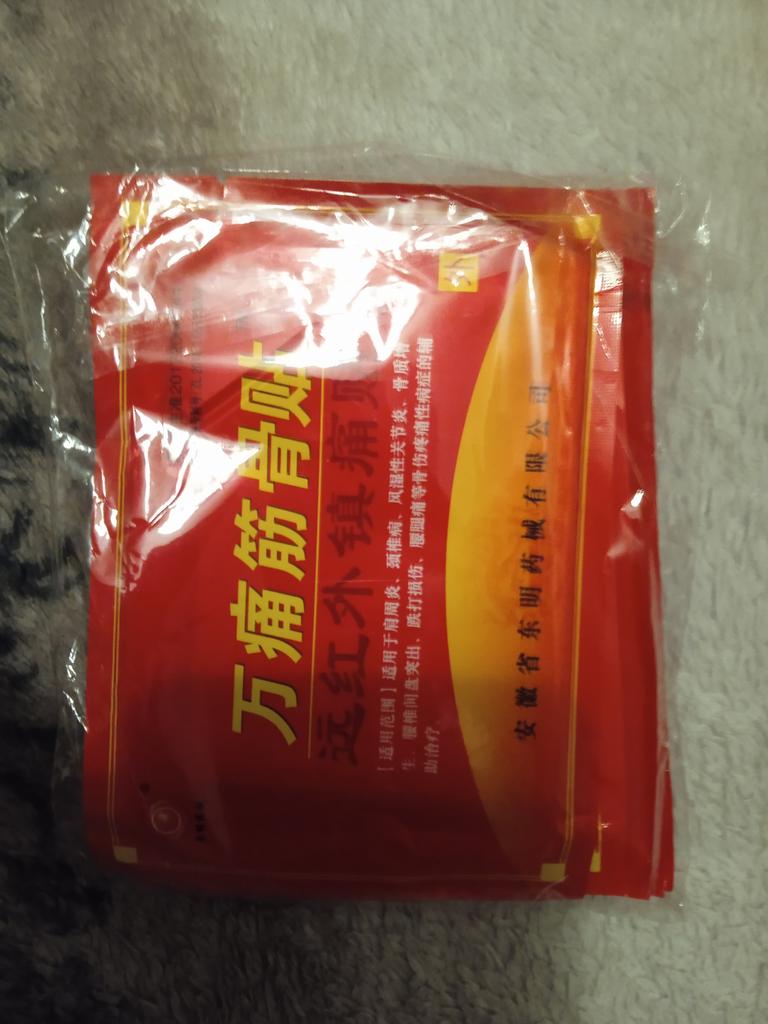 外
万痛筋骨贴
远红外镇痛贴
[适用范围] 适用于肩周炎、颈椎病、风湿性关节炎、骨质增
生、腰椎间盘突出、跌打损伤、腰腿痛等骨伤疼痛性病症的辅
助治疗。
安徽省东明药械有限公司